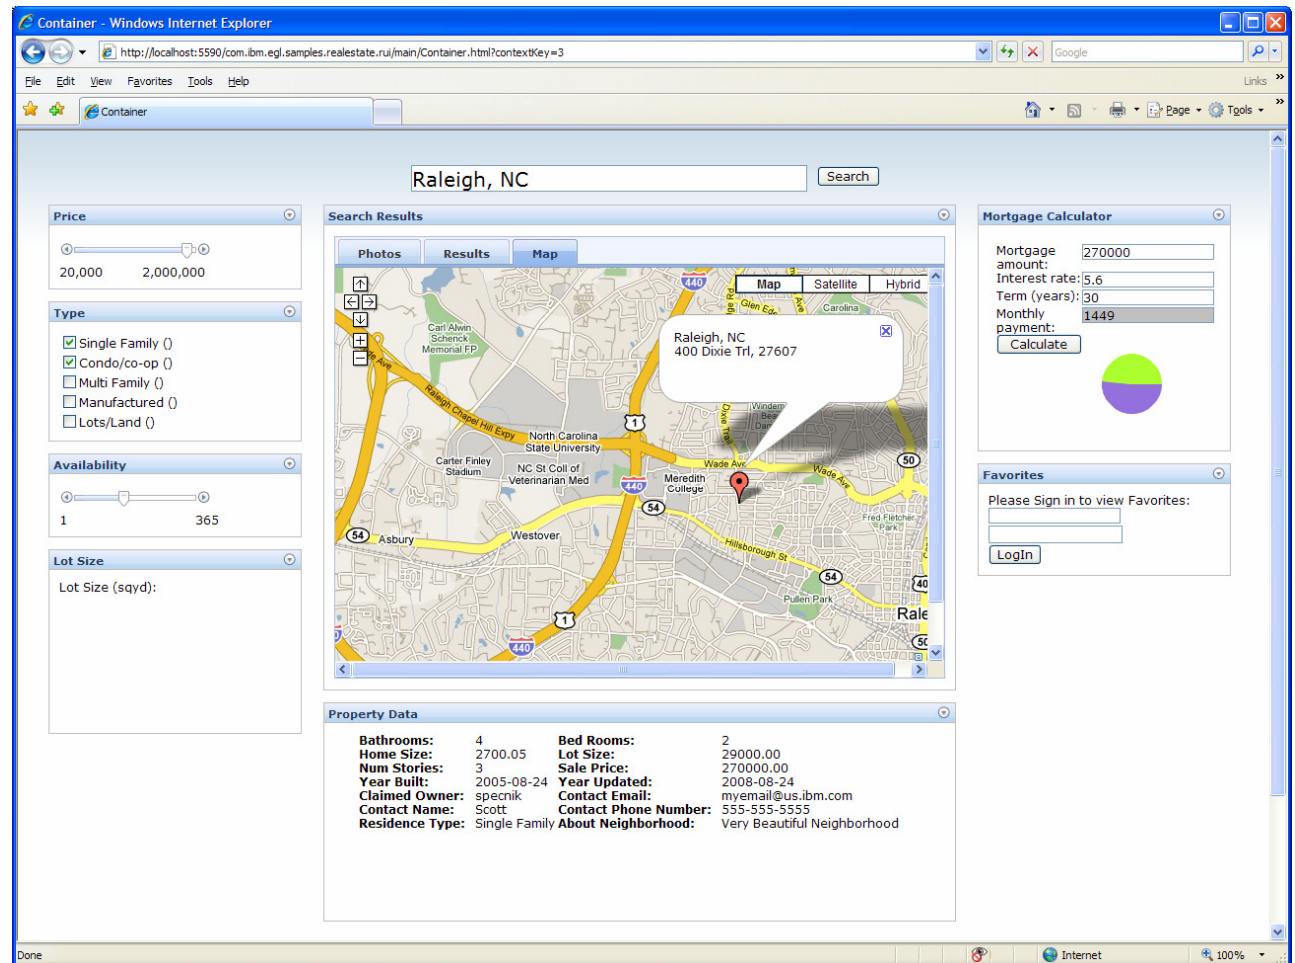 Container - Windows Internet Explorer
http://localhost:5590/com.ibm.egl.samples.realestate.rui/main/Container.html?contextKey=3
Google
File Edit View Favorites Tools Help
Links »
Container
Page Tools »
Raleigh, NC Search
Price
20,000 2,000,000
Type
Single Family ()
Condo/co-op ()
Multi Family ()
Manufactured ()
Lots/Land ()
Availability
1 365
Lot Size
Lot Size (sqyd):
Search Results
Photos Results Map
Map Satellite Hybrid
440
Glen
Carolina
Raleigh, NC
400 Dixie Trl, 27607
Carl Alwin
Schenck
Memorial FP
Wade Ave
Raleigh Chapel Hill Expy
1
Dixie Trail
North Carolina
State University
Carter Finley
Stadium
NC St Coll of
Veterinarian Med
Wade Ave
Wade Ave
50
Meredith
College
440
54
Fred Fletcher
Park
54
Asbury
Westover
Hillsborough St
54
Pullen Park
40
Rale
1
440
50
Property Data
Bathrooms: 4 Bed Rooms: 2
Home Size: 2700.05 Lot Size: 29000.00
Num Stories: 3 Sale Price: 270000.00
Year Built: 2005-08-24 Year Updated: 2008-08-24
Claimed Owner: specnik Contact Email: myemail@us.ibm.com
Contact Name: Scott Contact Phone Number: 555-555-5555
Residence Type: Single Family About Neighborhood: Very Beautiful Neighborhood
Mortgage Calculator
Mortgage
amount: 270000
Interest rate: 5.6
Term (years): 30
Monthly
payment: 1449
Calculate
Favorites
Please Sign in to view Favorites:
LogIn
Done Internet 100%